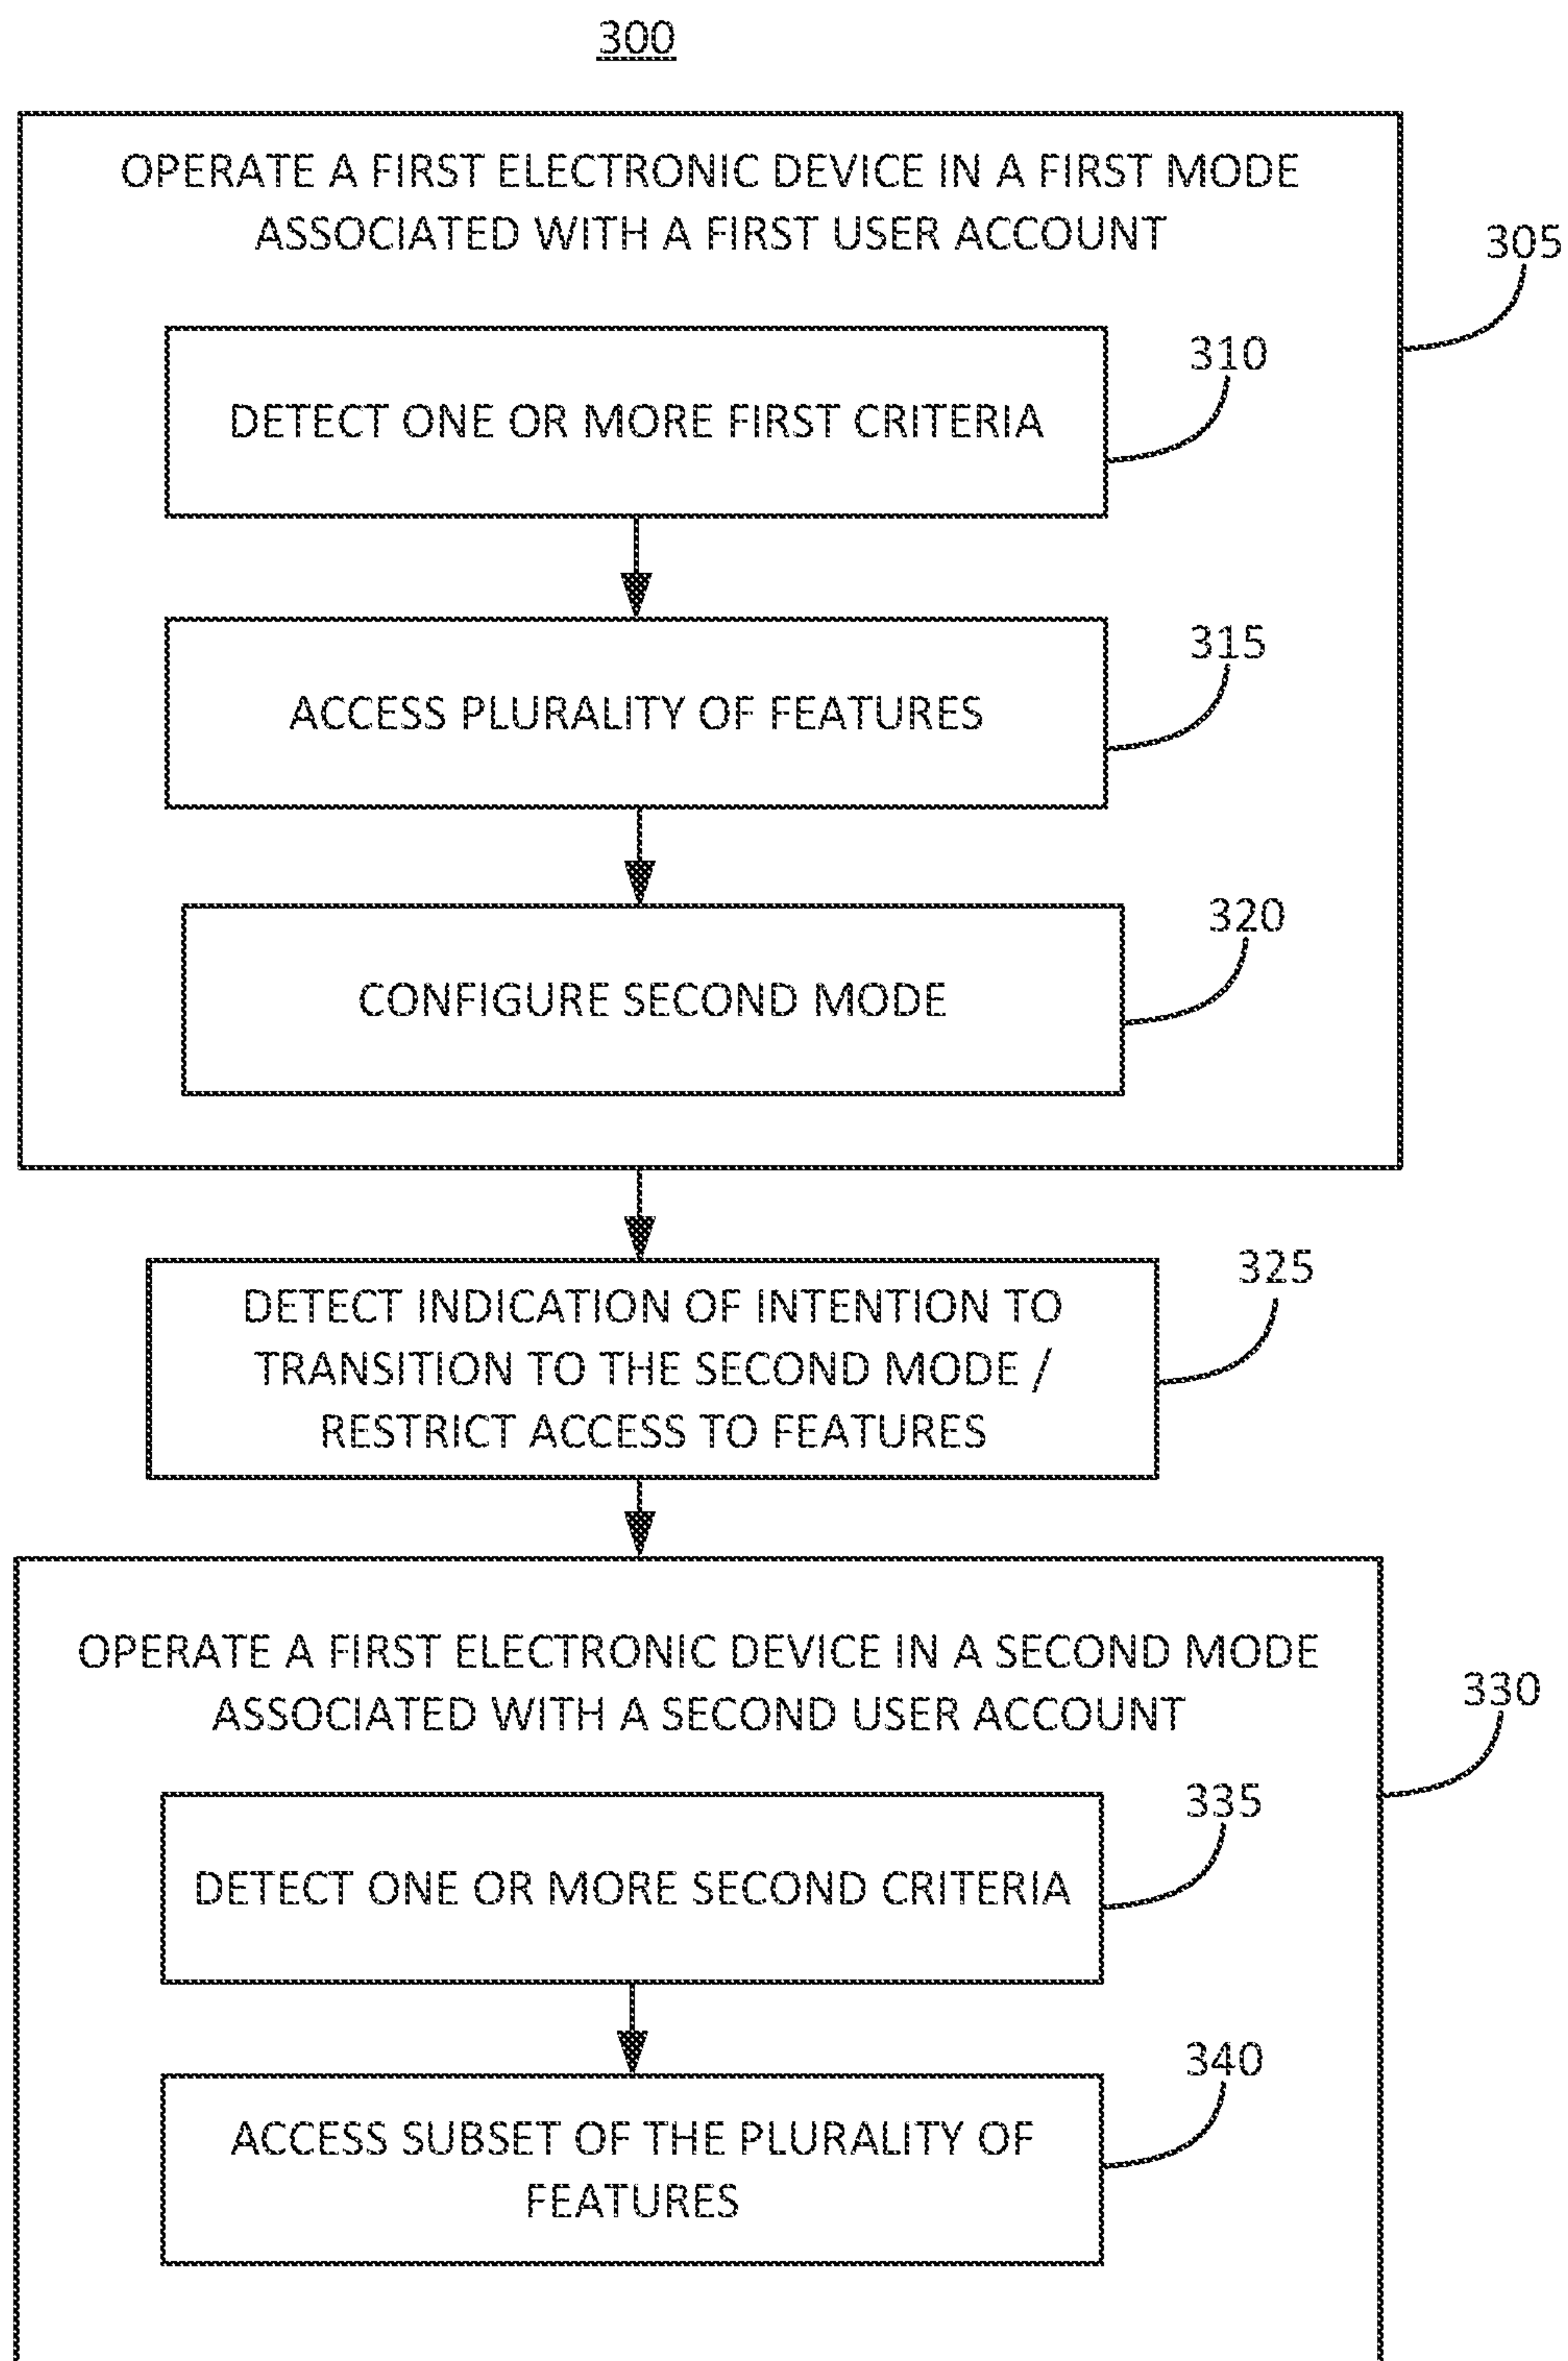 300
OPERATE A FIRST ELECTRONIC DEVICE IN A FIRST MODE
ASSOCIATED WITH A FIRST USER ACCOUNT
305
310
DETECT ONE OR MORE FIRST CRITERIA
315
ACCESS PLURALITY OF FEATURES
320
CONFIGURE SECOND MODE
325
DETECT INDICATION OF INTENTION TO
TRANSITION TO THE SECOND MODE /
RESTRICT ACCESS TO FEATURES
OPERATE A FIRST ELECTRONIC DEVICE IN A SECOND MODE
ASSOCIATED WITH A SECOND USER ACCOUNT
330
335
DETECT ONE OR MORE SECOND CRITERIA
340
ACCESS SUBSET OF THE PLURALITY OF
FEATURES